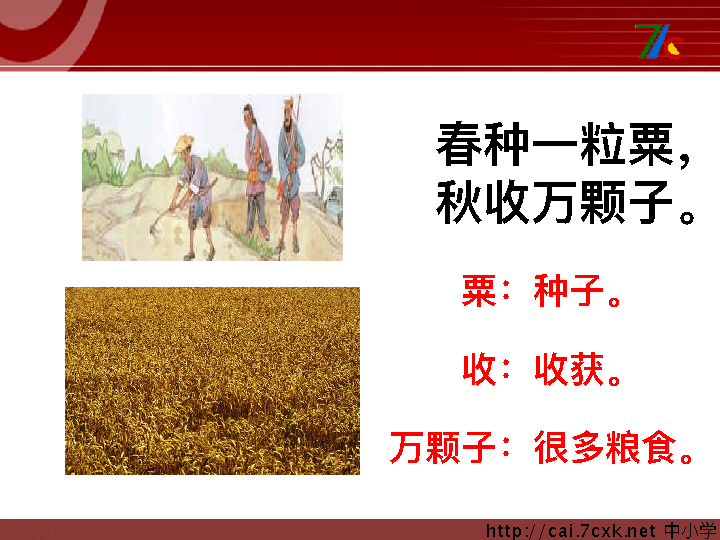 春种一粒粟，
秋收万颗子。
粟：种子。
收：收获。
万颗子：很多粮食。
http://cai.7cxk.net 中小学